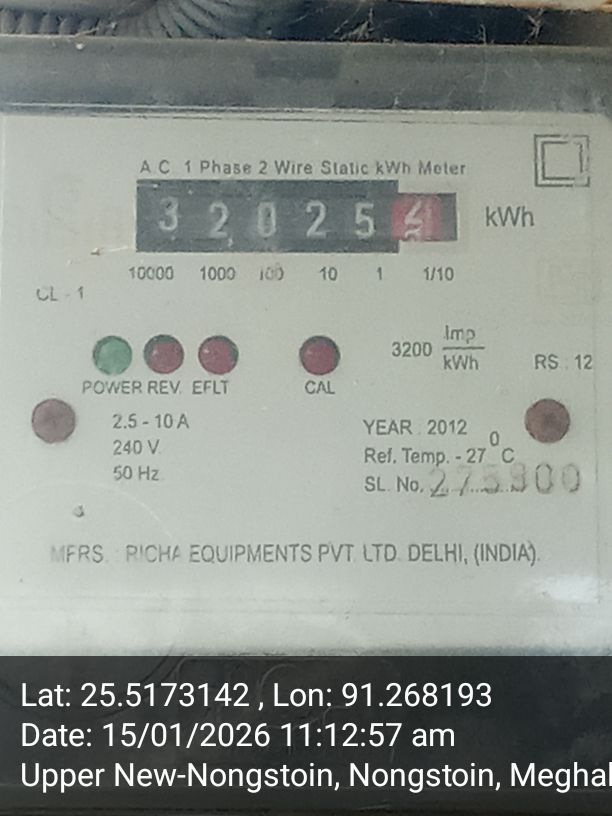 A.C 1 Phase 2 Wire Static kWh Meter
3 2 0 2 5 kWh
10000 1000 100 10 1 1/10
CL - 1
3200 Imp/kWh
RS : 12
POWER REV. EFLT CAL
2.5 - 10 A
240 V.
50 Hz.
YEAR : 2012
Ref. Temp. - 27 0 C
SL. No.
MFRS. : RICHA EQUIPMENTS PVT. LTD. DELHI, (INDIA).
Lat: 25.5173142 , Lon: 91.268193
Date: 15/01/2026 11:12:57 am
Upper New-Nongstoin, Nongstoin, Meghal